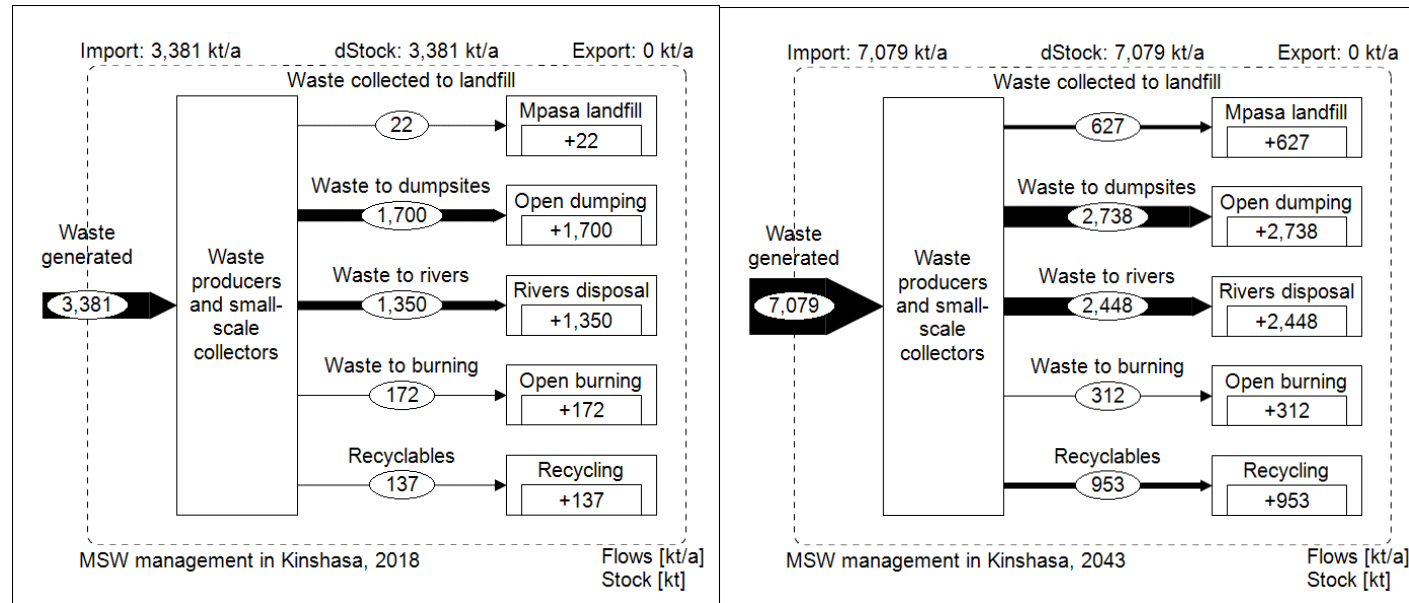 Import: 3,381 kt/a
dStock: 3,381 kt/a
Export: 0 kt/a
Waste collected to landfill
22
Mpasa landfill
+22
Waste to dumpsites
1,700
Open dumping
+1,700
Waste
generated
3,381
Waste
producers
and small-
scale
collectors
Waste to rivers
1,350
Rivers disposal
+1,350
Waste to burning
172
Open burning
+172
Recyclables
137
Recycling
+137
MSW management in Kinshasa, 2018
Flows [kt/a]
Stock [kt]
Import: 7,079 kt/a
dStock: 7,079 kt/a
Export: 0 kt/a
Waste collected to landfill
627
Mpasa landfill
+627
Waste to dumpsites
2,738
Open dumping
+2,738
Waste
generated
7,079
Waste
producers
and small-
scale
collectors
Waste to rivers
2,448
Rivers disposal
+2,448
Waste to burning
312
Open burning
+312
Recyclables
953
Recycling
+953
MSW management in Kinshasa, 2043
Flows [kt/a]
Stock [kt]